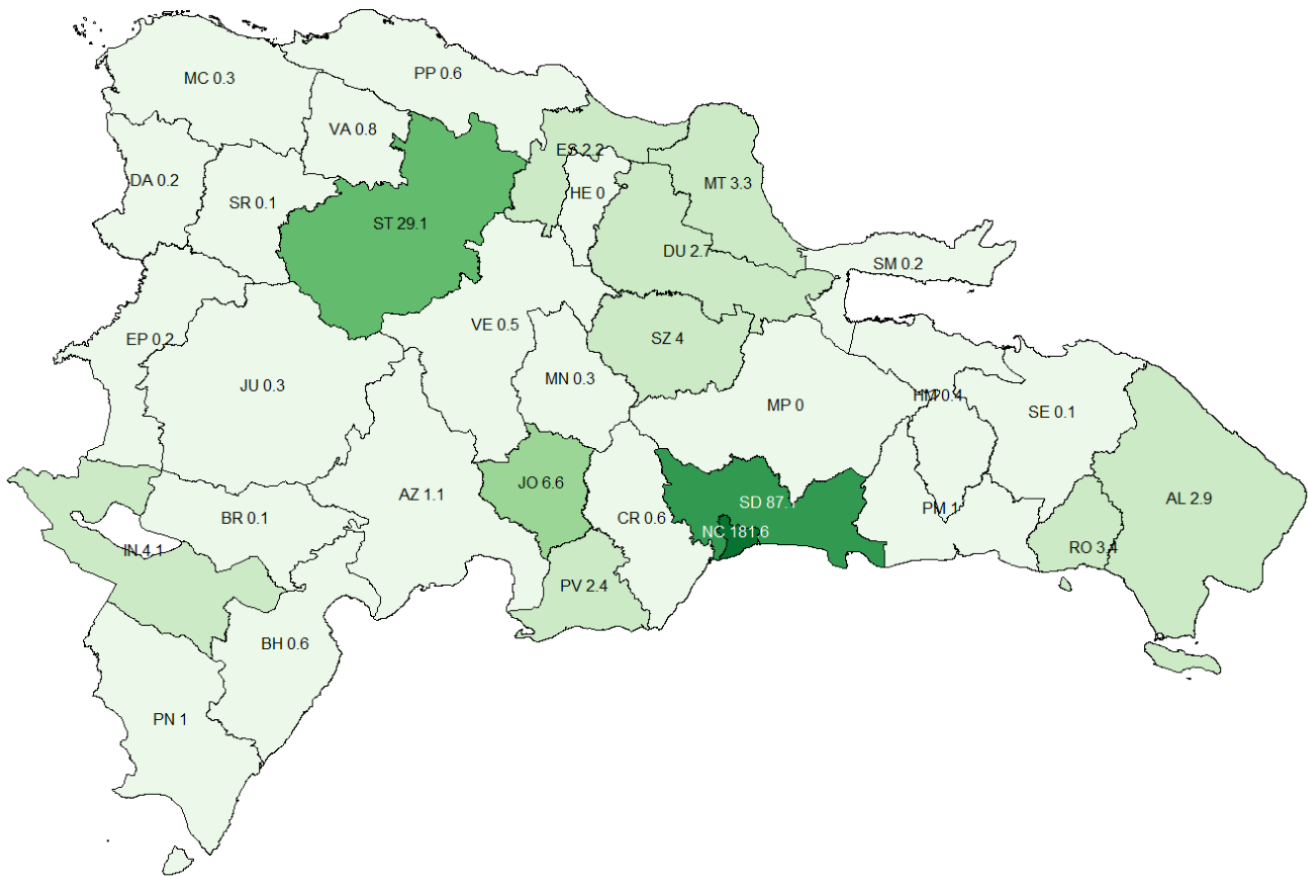 PP 0.6
MC 0.3
VA 0.8
ES 2.2
DA 0.2
MT 3.3
HE 0
SR 0.1
ST 29.1
DU 2.7
SM 0.2
VE 0.5
EP 0.2
SZ 4
MN 0.3
JU 0.3
HM 0.4
MP 0
SE 0.1
JO 6.6
AZ 1.1
AL 2.9
SD 87.1
PM 1
BR 0.1
CR 0.6
NC 181.6
IN 4.1
RO 3.4
PV 2.4
BH 0.6
PN 1